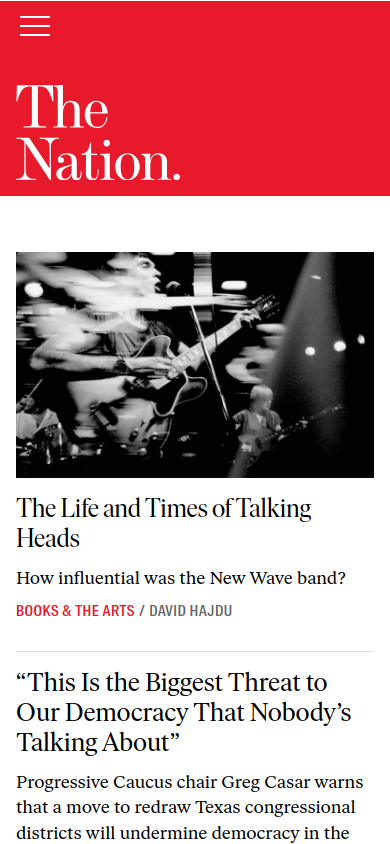 The
Nation.
The Life and Times of Talking
Heads
How influential was the New Wave band?
BOOKS & THE ARTS / DAVID HAJDU
“This Is the Biggest Threat to
Our Democracy That Nobody’s
Talking About”
Progressive Caucus chair Greg Casar warns
that a move to redraw Texas congressional
districts will undermine democracy in the